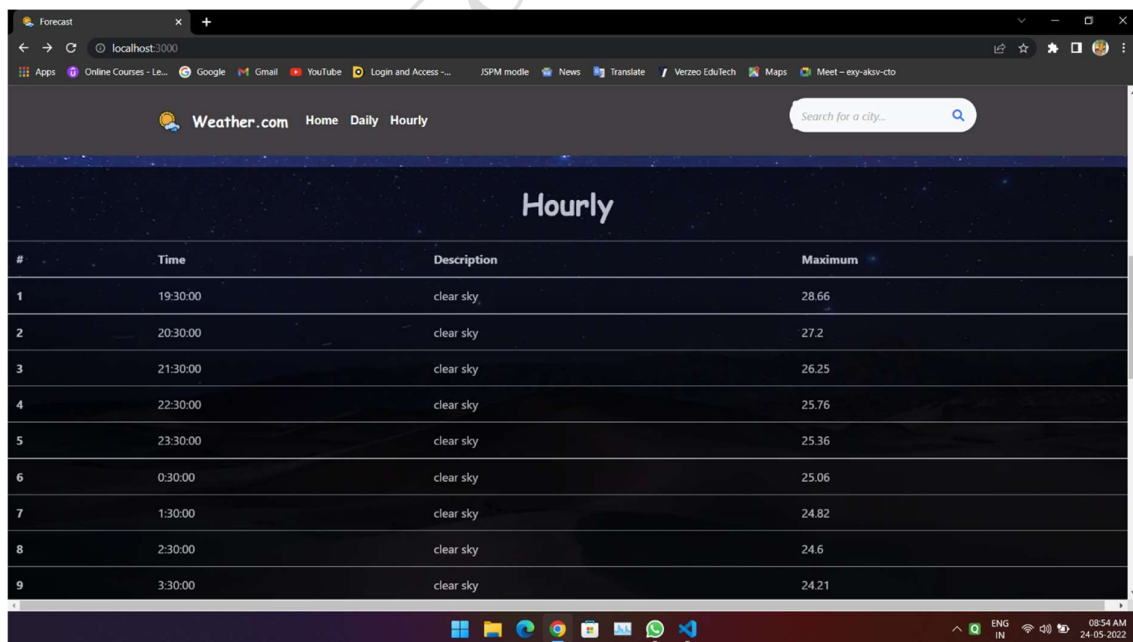 Forecast
localhost:3000
Apps Online Courses - Le... Google Gmail YouTube Login and Access -... JSPM modle News Translate Verzeo EduTech Maps Meet – exy-aksv-cto
Weather.com Home Daily Hourly Search for a city...
Hourly
# Time Description Maximum
1 19:30:00 clear sky 28.66
2 20:30:00 clear sky 27.2
3 21:30:00 clear sky 26.25
4 22:30:00 clear sky 25.76
5 23:30:00 clear sky 25.36
6 0:30:00 clear sky 25.06
7 1:30:00 clear sky 24.82
8 2:30:00 clear sky 24.6
9 3:30:00 clear sky 24.21
ENG 08:54 AM
IN 24-05-2022